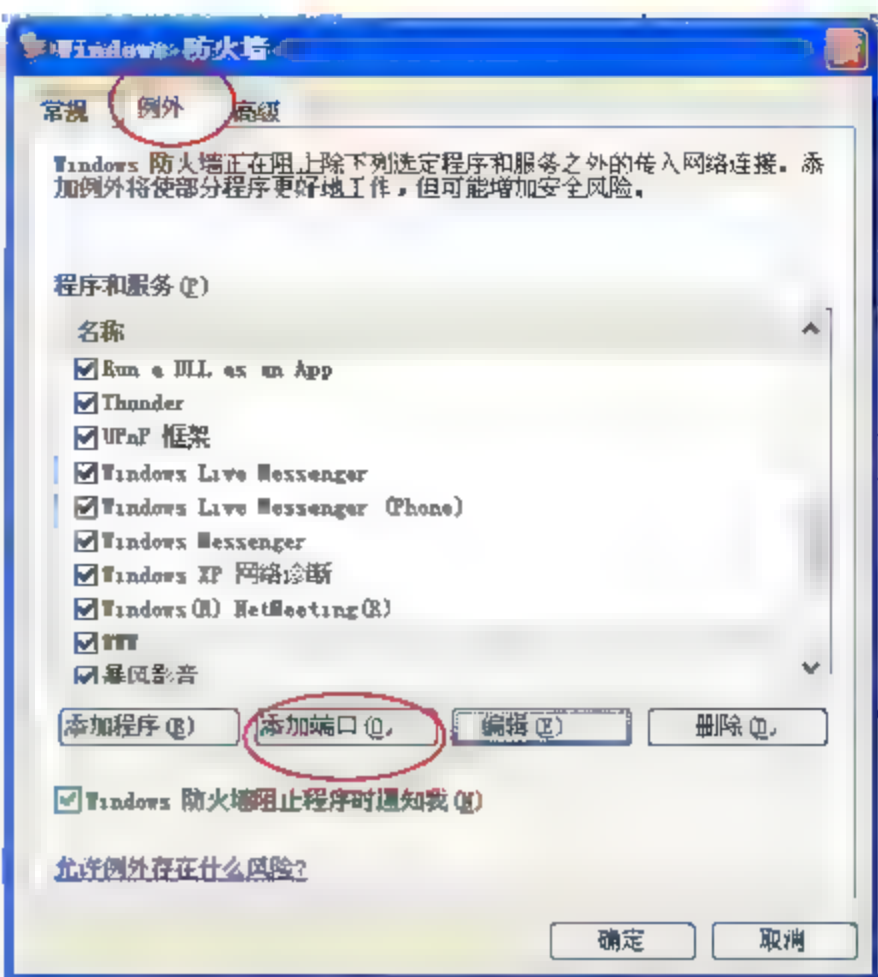 Windows 防火墙
常规 例外 高级
Windows 防火墙正在阻止除下列选定程序和服务之外的传入网络连接。添
加例外将使部分程序更好地工作，但可能增加安全风险。
程序和服务(P)
名称
Run a DLL as an App
Thunder
UPnP 框架
Windows Live Messenger
Windows Live Messenger (Phone)
Windows Messenger
Windows XP 网络诊断
Windows(R) NetMeeting(R)
暴风影音
添加程序(R) 添加端口(O) 编辑(E) 删除(D)
Windows 防火墙阻止程序时通知我(N)
允许例外存在什么风险?
确定 取消